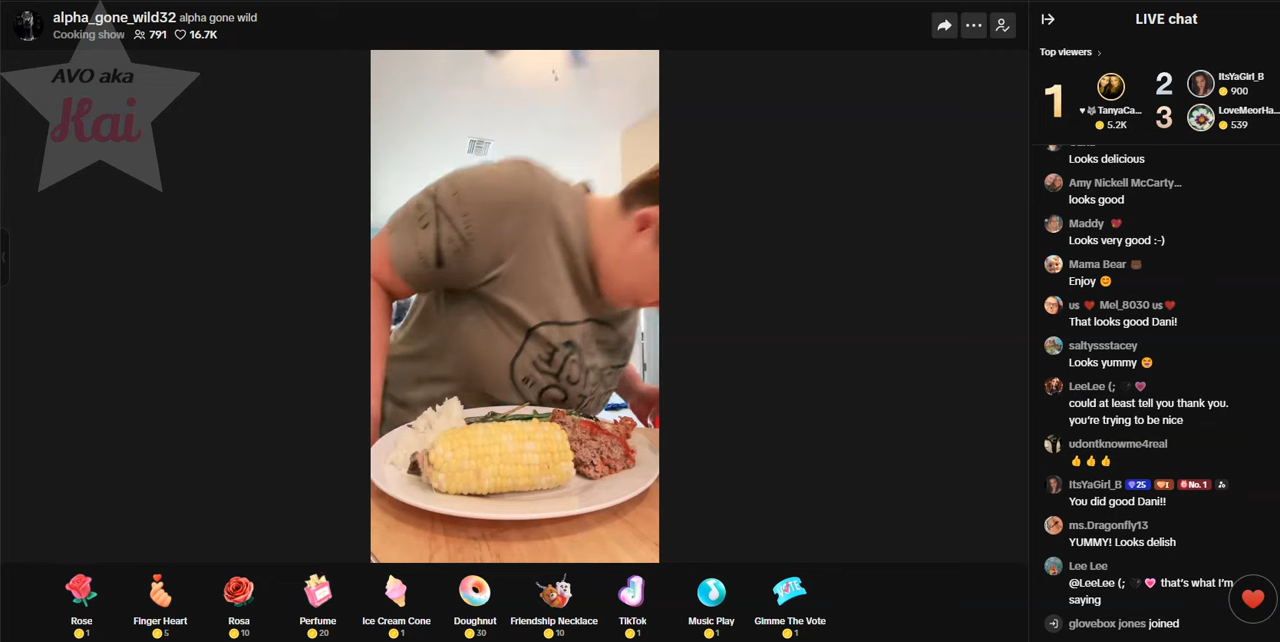 alpha_gone_wild32 alpha gone wild
Cooking show 791 16.7K
AVO aka
Kai
LIVE chat
Top viewers
1
TanyaCa...
5.2K
2
ItsYaGirl_B
900
3
LoveMeorHa...
539
Looks delicious
Amy Nickell McCarty...
looks good
Maddy
Looks very good :-)
Mama Bear
Enjoy 😊
us ❤️ Mel_8030 us❤️
That looks good Dani!
saltyssstacey
Looks yummy 😊
LeeLee (; 🖤 💗
could at least tell you thank you.
you're trying to be nice
udontknowme4real
👍👍👍
ItsYaGirl_B 25 I No. 1
You did good Dani!!
ms.Dragonfly13
YUMMY! Looks delish
Lee Lee
@LeeLee (; 🖤 💗 that's what I'm
saying
glovebox jones joined
Rose
1
Finger Heart
5
Rosa
10
Perfume
20
Ice Cream Cone
1
Doughnut
30
Friendship Necklace
10
TikTok
1
Music Play
1
VOTE
Gimme The Vote
1